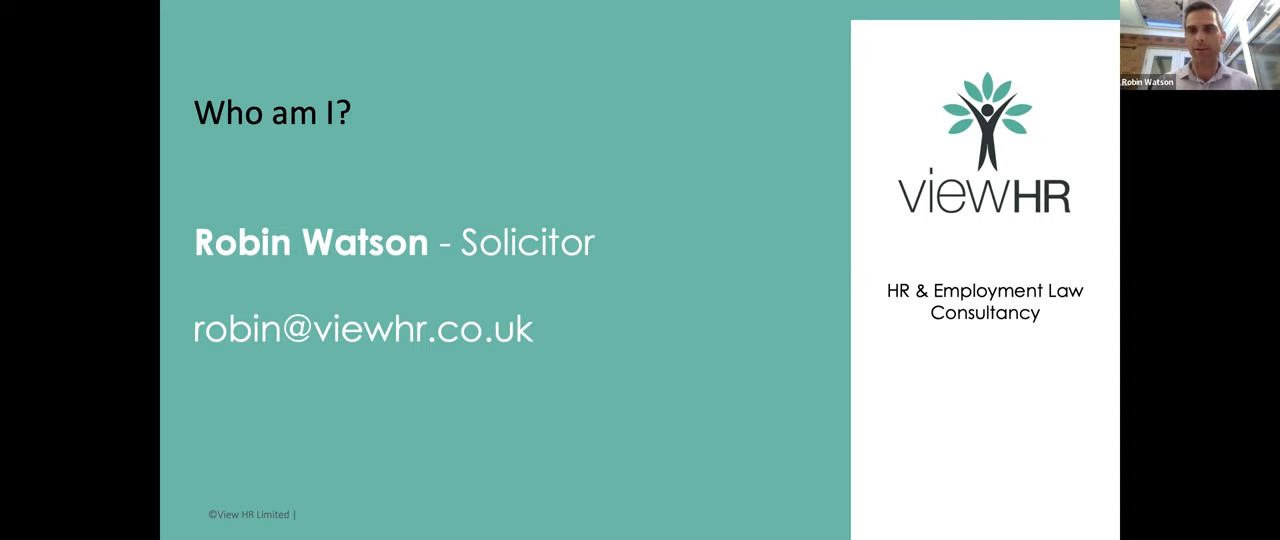 Who am I?
Robin Watson - Solicitor
robin@viewhr.co.uk
©View HR Limited |
viewHR
HR & Employment Law
Consultancy
Robin Watson